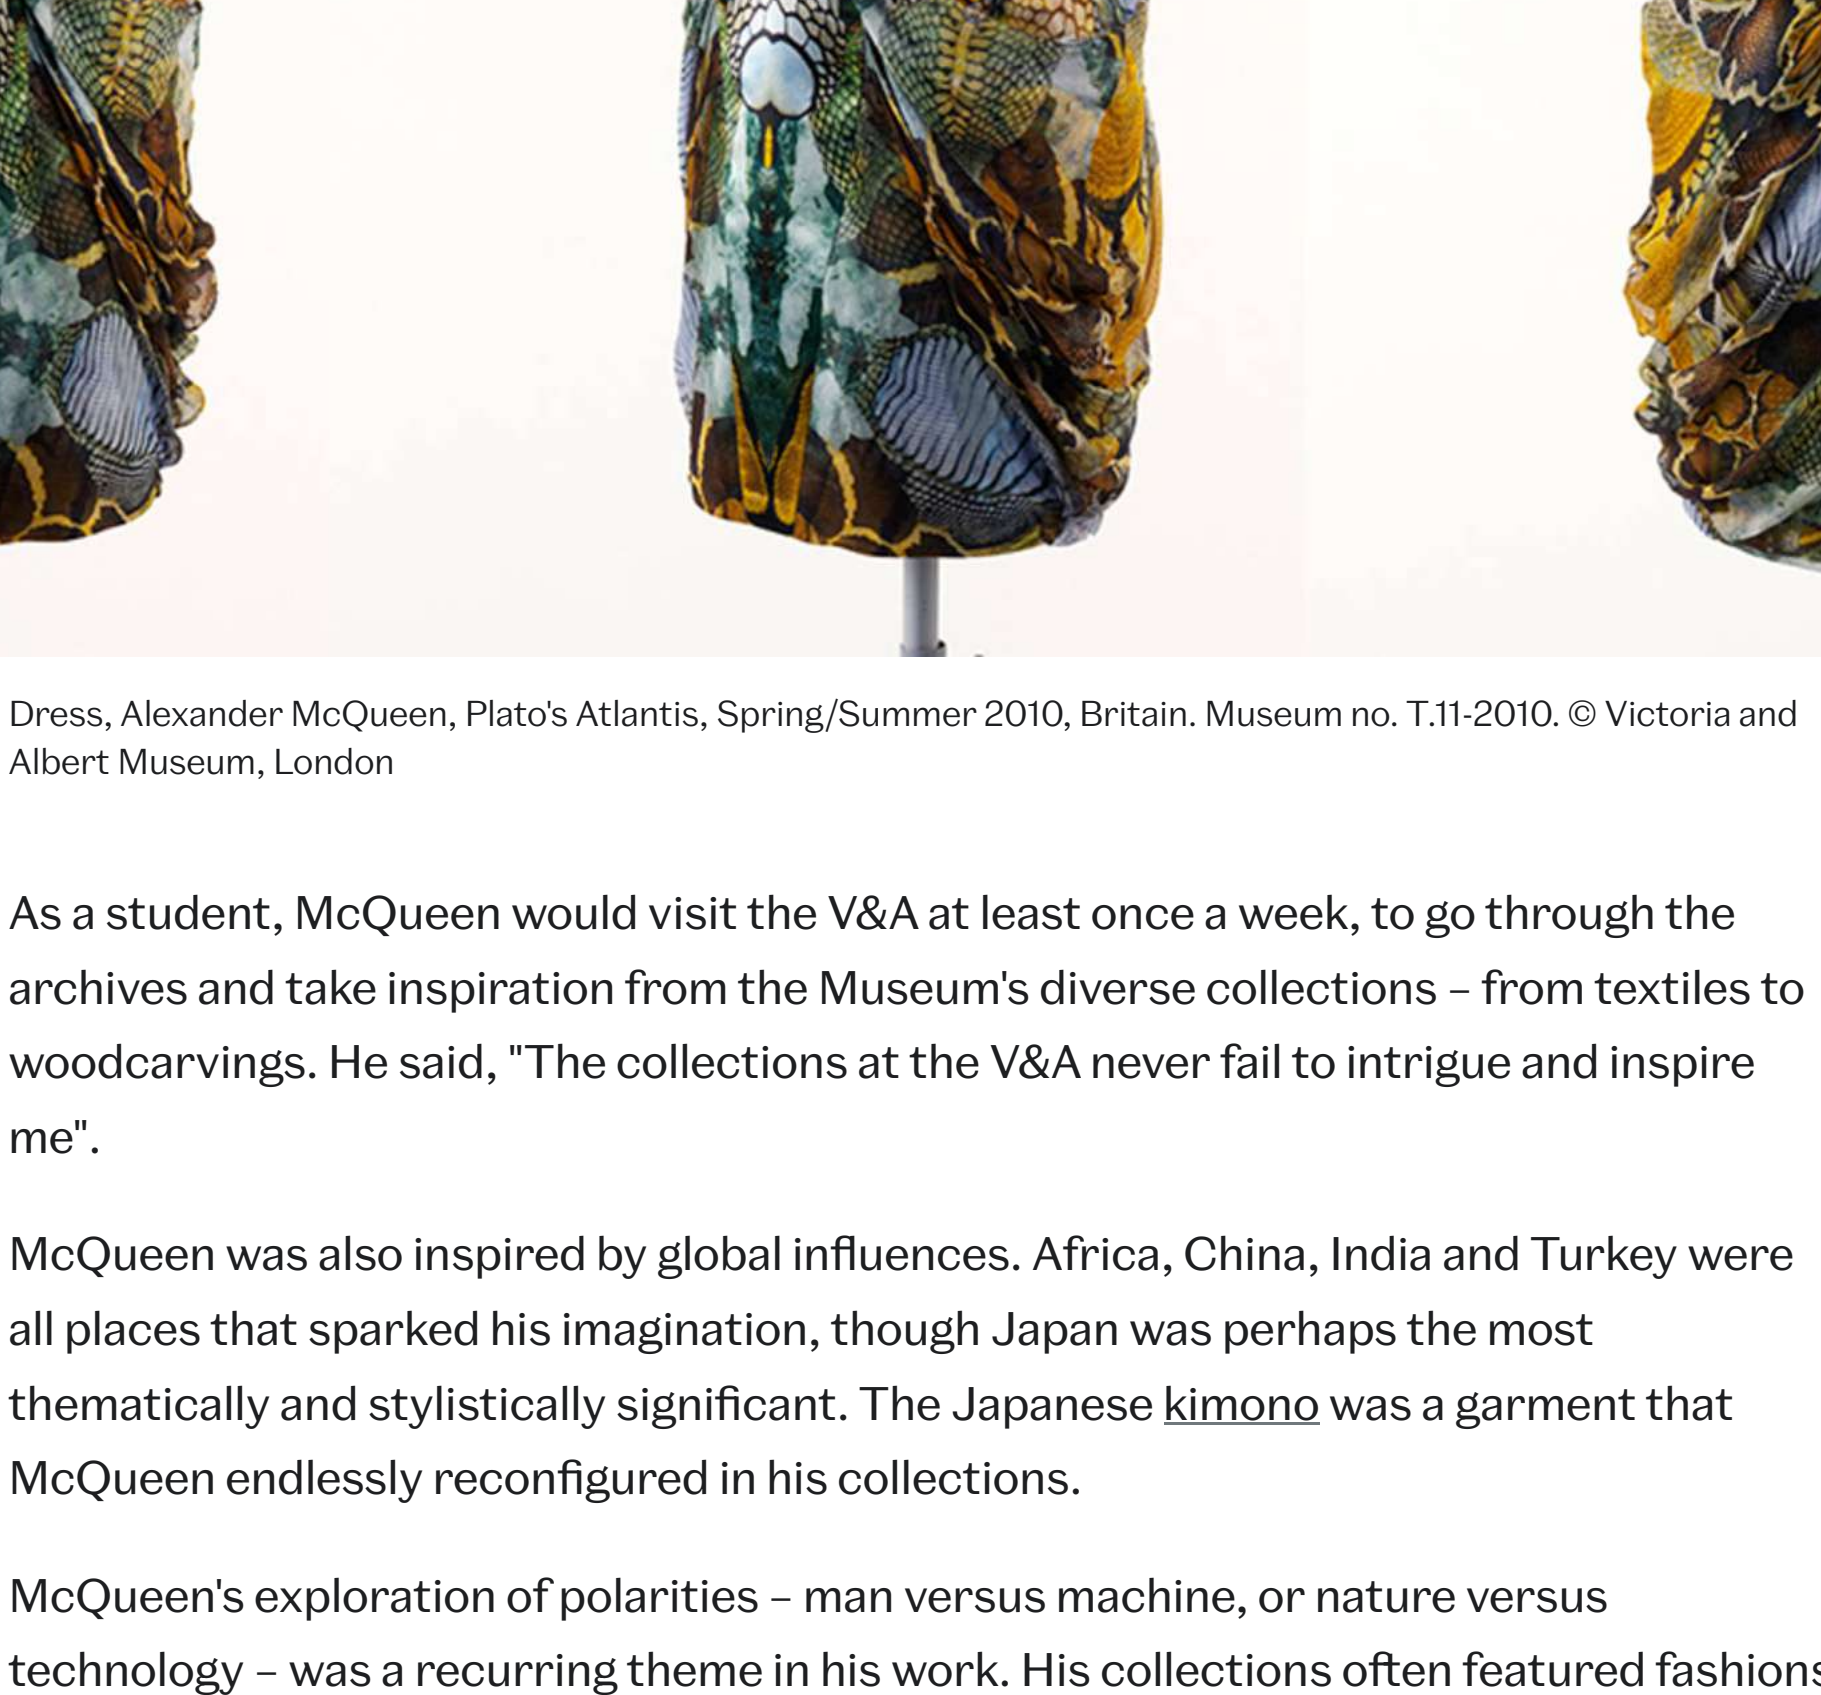 Dress, Alexander McQueen, Plato's Atlantis, Spring/Summer 2010, Britain. Museum no. T.11-2010. © Victoria and
Albert Museum, London
As a student, McQueen would visit the V&A at least once a week, to go through the
archives and take inspiration from the Museum's diverse collections – from textiles to
woodcarvings. He said, "The collections at the V&A never fail to intrigue and inspire
me".
McQueen was also inspired by global influences. Africa, China, India and Turkey were
all places that sparked his imagination, though Japan was perhaps the most
thematically and stylistically significant. The Japanese kimono was a garment that
McQueen endlessly reconfigured in his collections.
McQueen's exploration of polarities – man versus machine, or nature versus
technology – was a recurring theme in his work. His collections often featured fashions